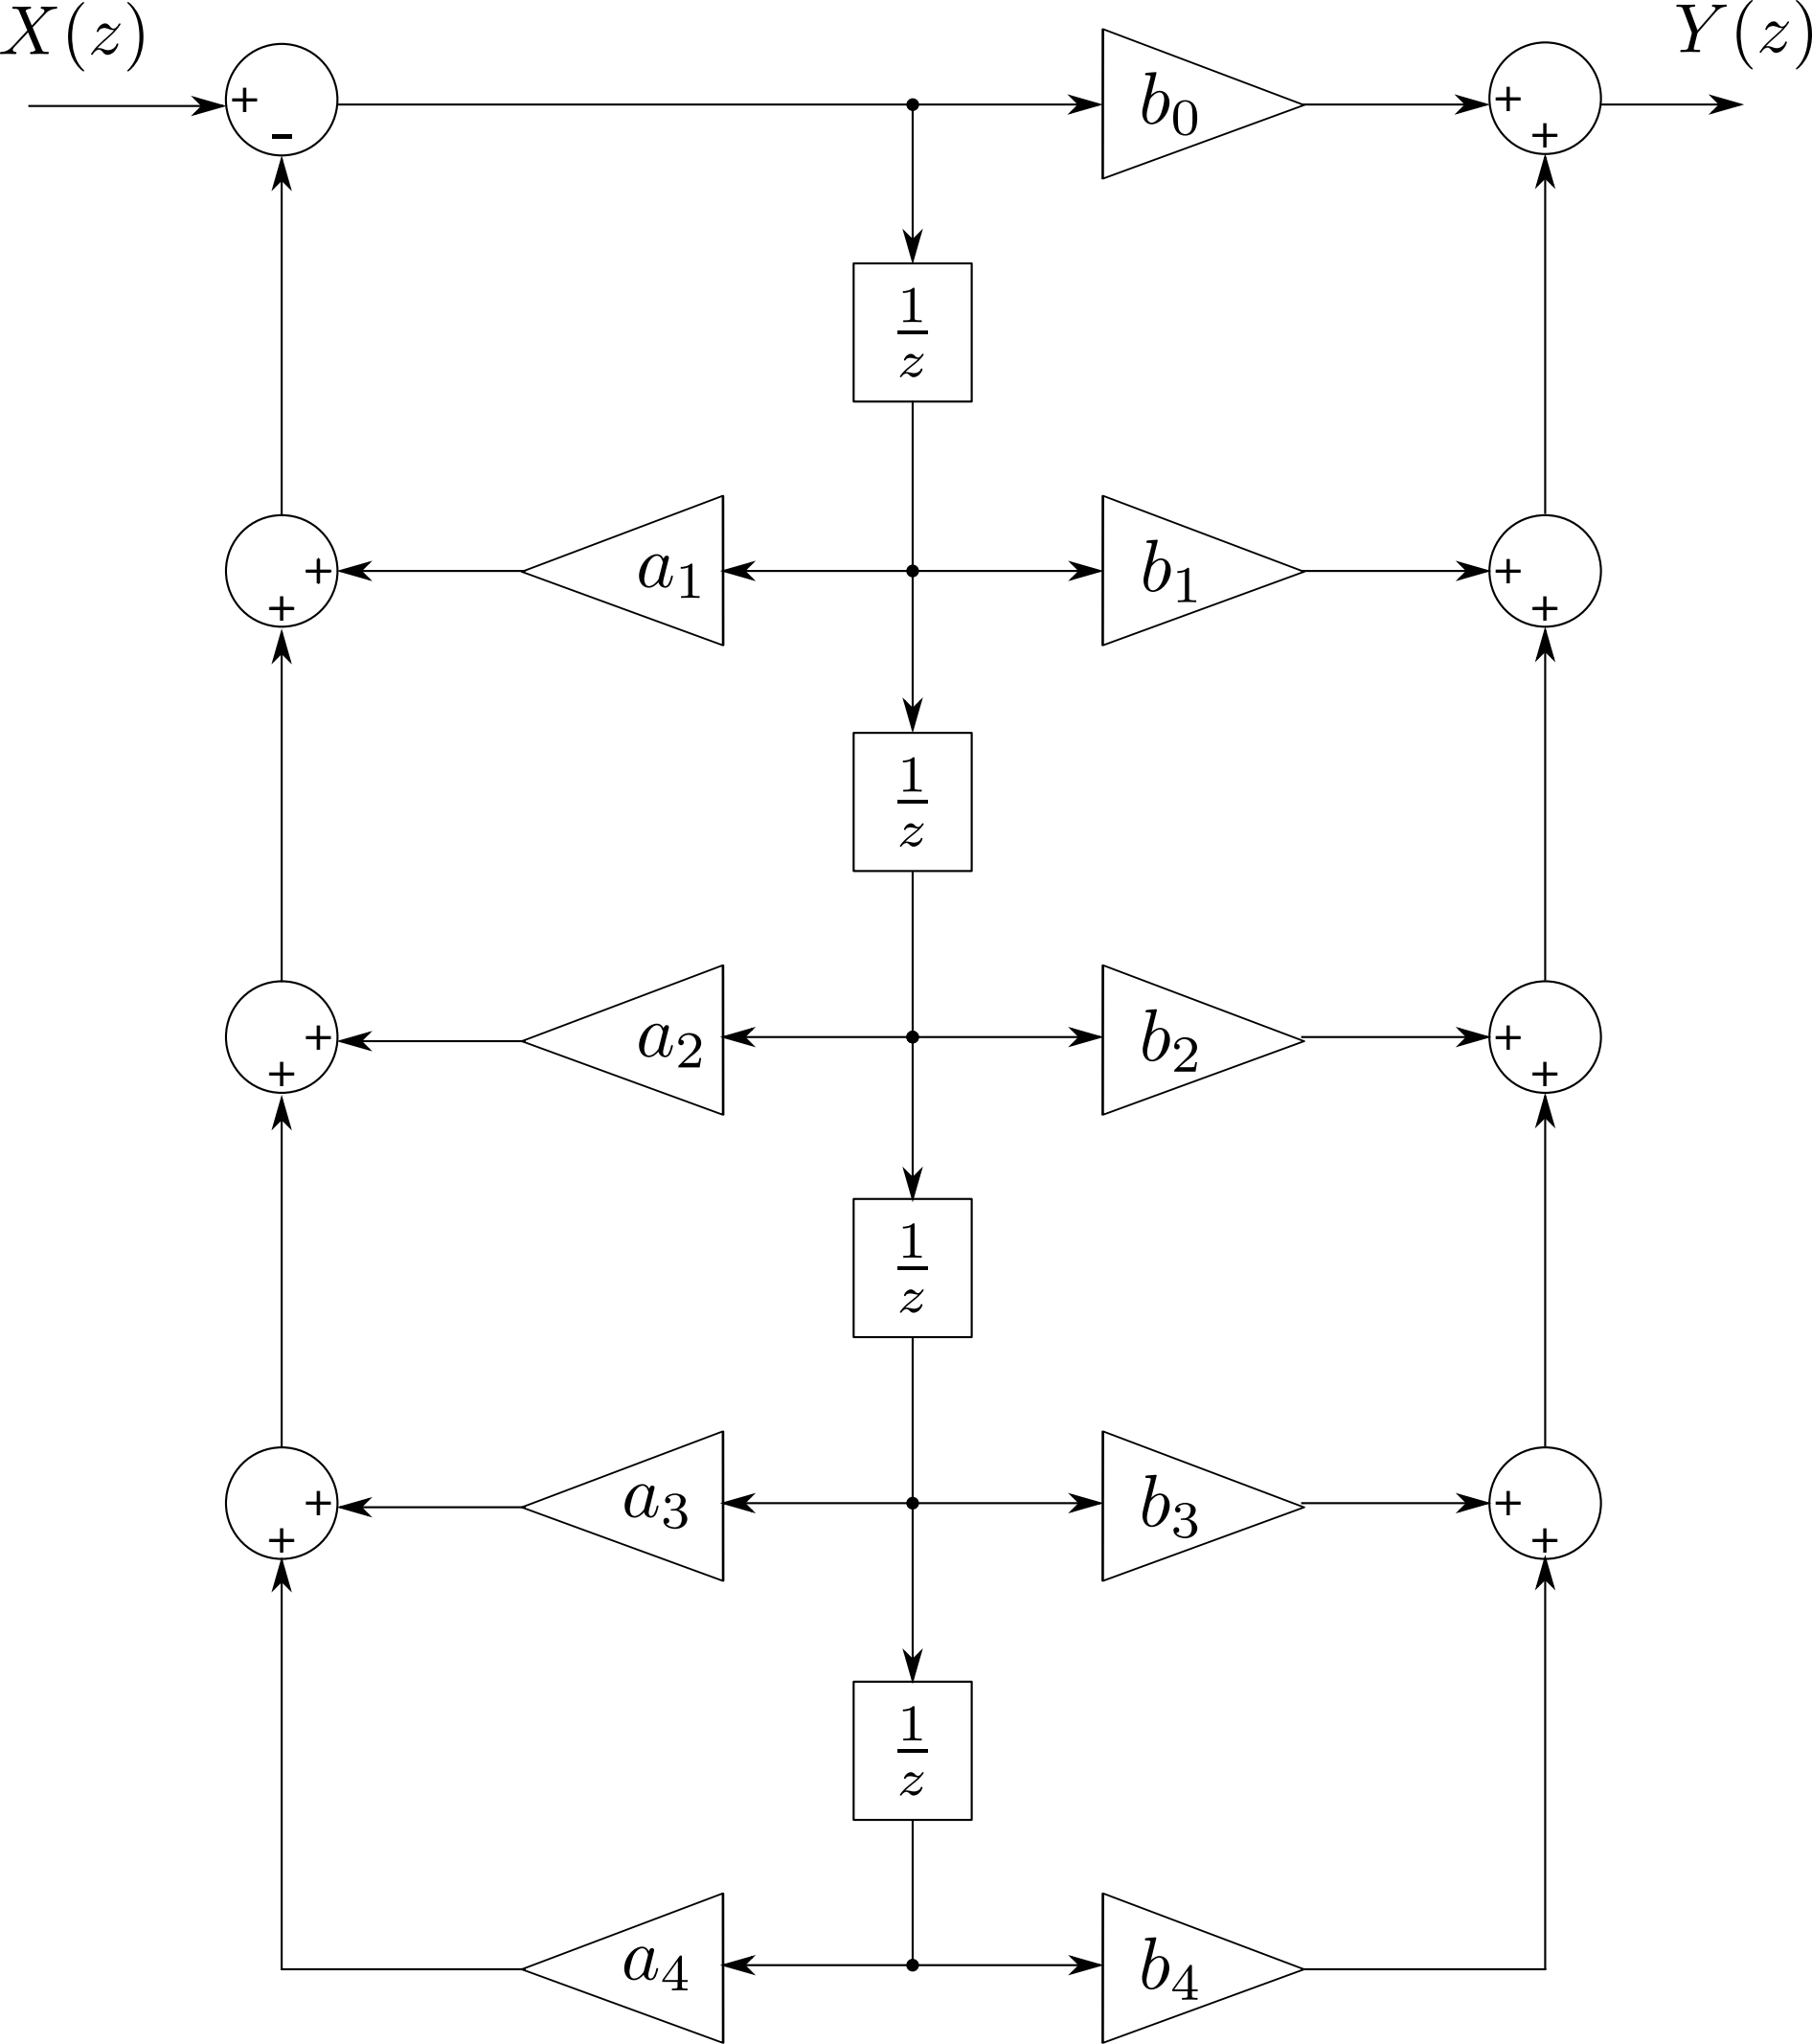 X(z) Y(z)
+ - b₀ + +
1/z
+ + a₁ b₁ + +
1/z
+ + a₂ b₂ + +
1/z
+ + a₃ b₃ + +
1/z
a₄ b₄